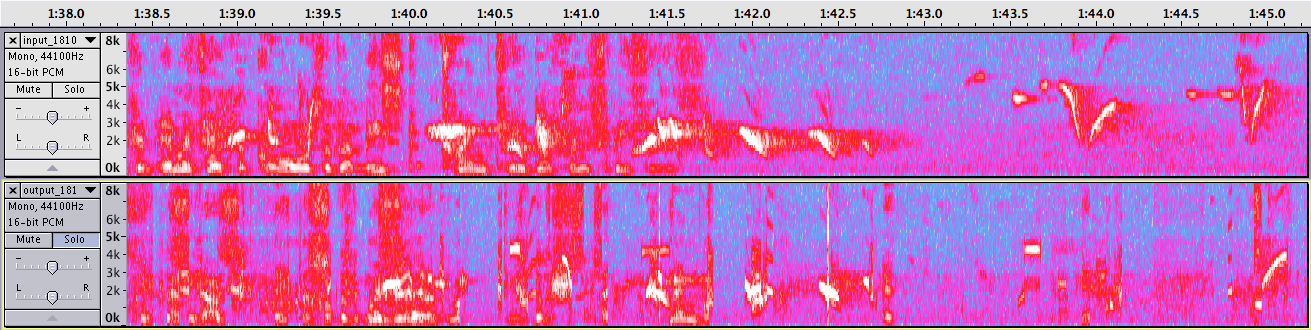 1:38.0 1:38.5 1:39.0 1:39.5 1:40.0 1:40.5 1:41.0 1:41.5 1:42.0 1:42.5 1:43.0 1:43.5 1:44.0 1:44.5 1:45.0
× input_1810 ▼
Mono, 44100Hz
16-bit PCM
Mute Solo
- +
L R
8k
6k
5k
4k
3k
2k
0k
× output_181 ▼
Mono, 44100Hz
16-bit PCM
Mute Solo
- +
L R
8k
6k
5k
4k
3k
2k
0k